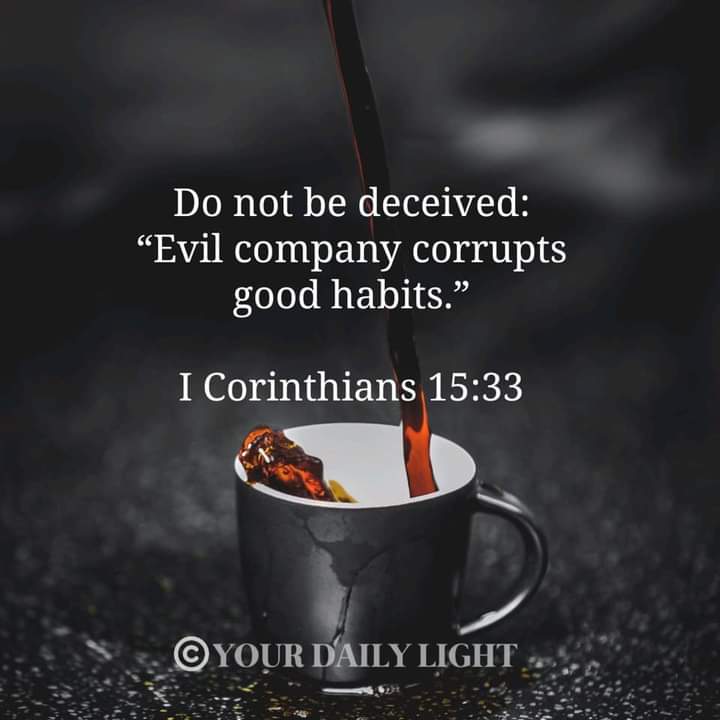 Do not be deceived:
“Evil company corrupts
good habits.”
I Corinthians 15:33
©YOUR DAILY LIGHT